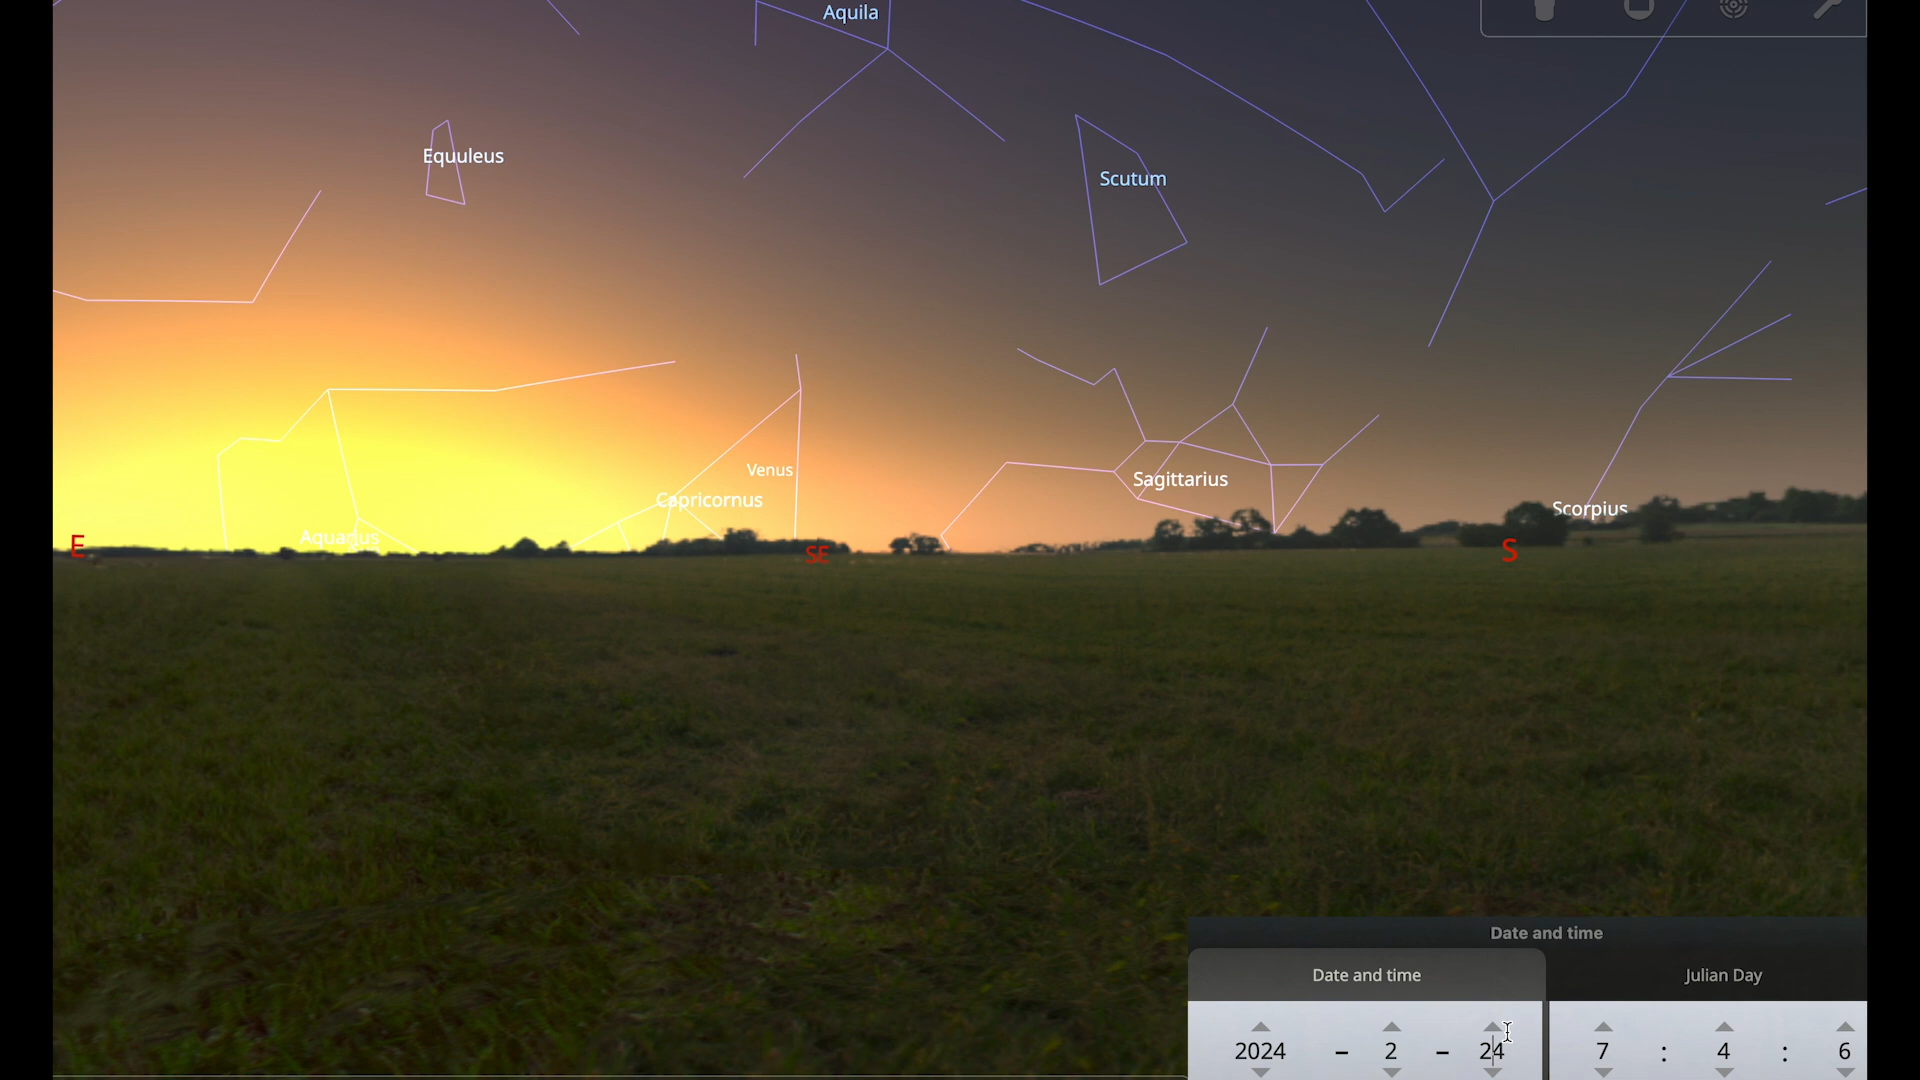 Aquila
Equuleus
Scutum
Venus
Sagittarius
Capricornus
Scorpius
Aquarius
E
SE
S
Date and time
Date and time
Julian Day
2024 – 2 – 24
7 : 4 : 6